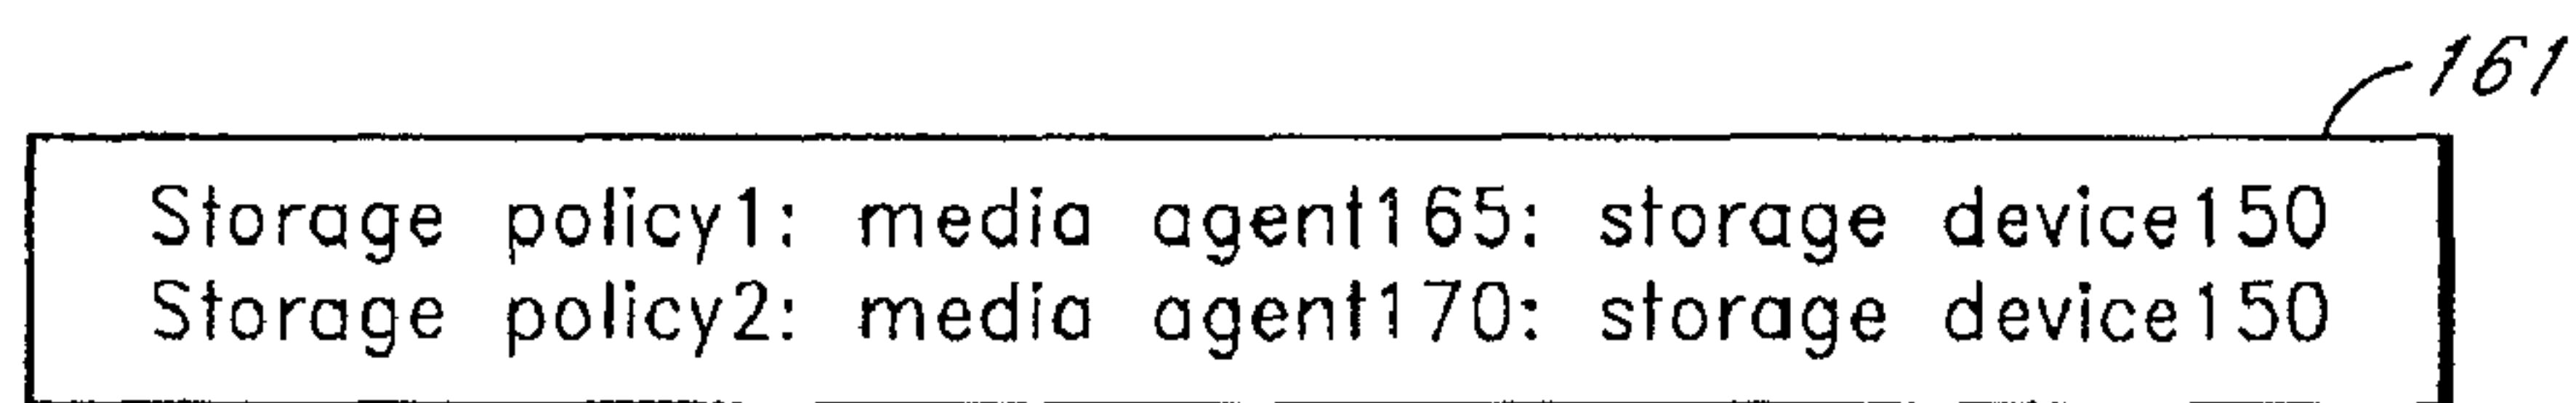 161
Storage policy1: media agent165: storage device150
Storage policy2: media agent170: storage device150